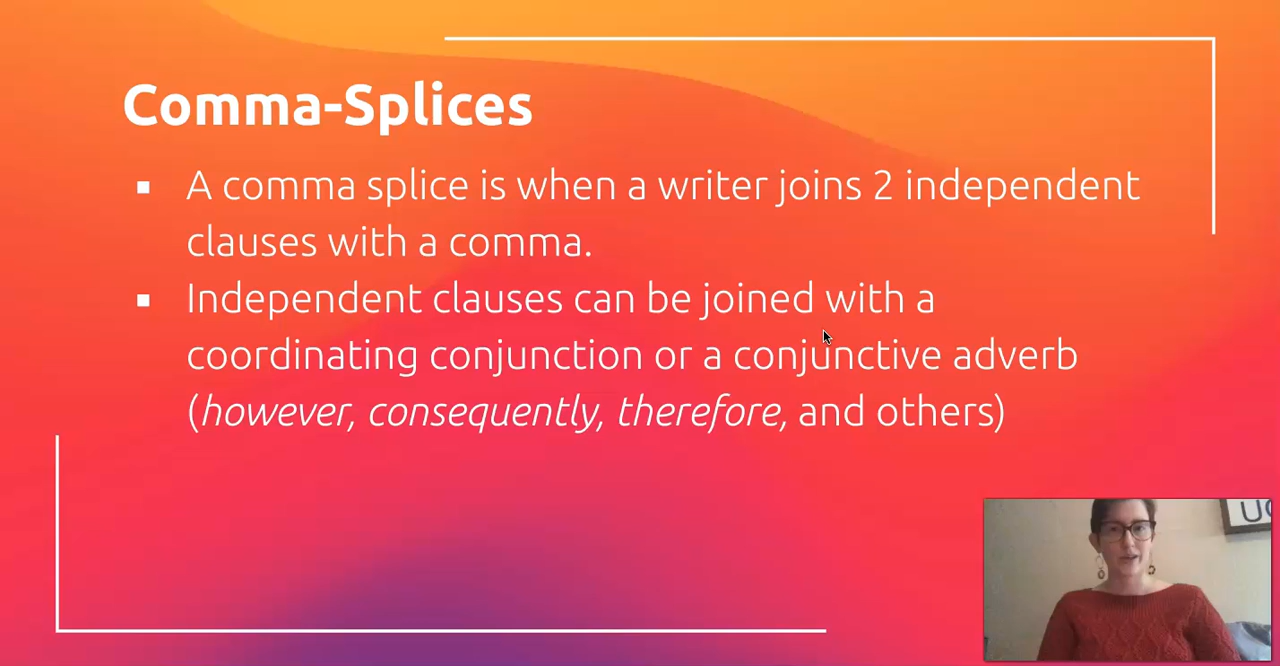 Comma-Splices
▪ A comma splice is when a writer joins 2 independent
clauses with a comma.
▪ Independent clauses can be joined with a
coordinating conjunction or a conjunctive adverb
(however, consequently, therefore, and others)